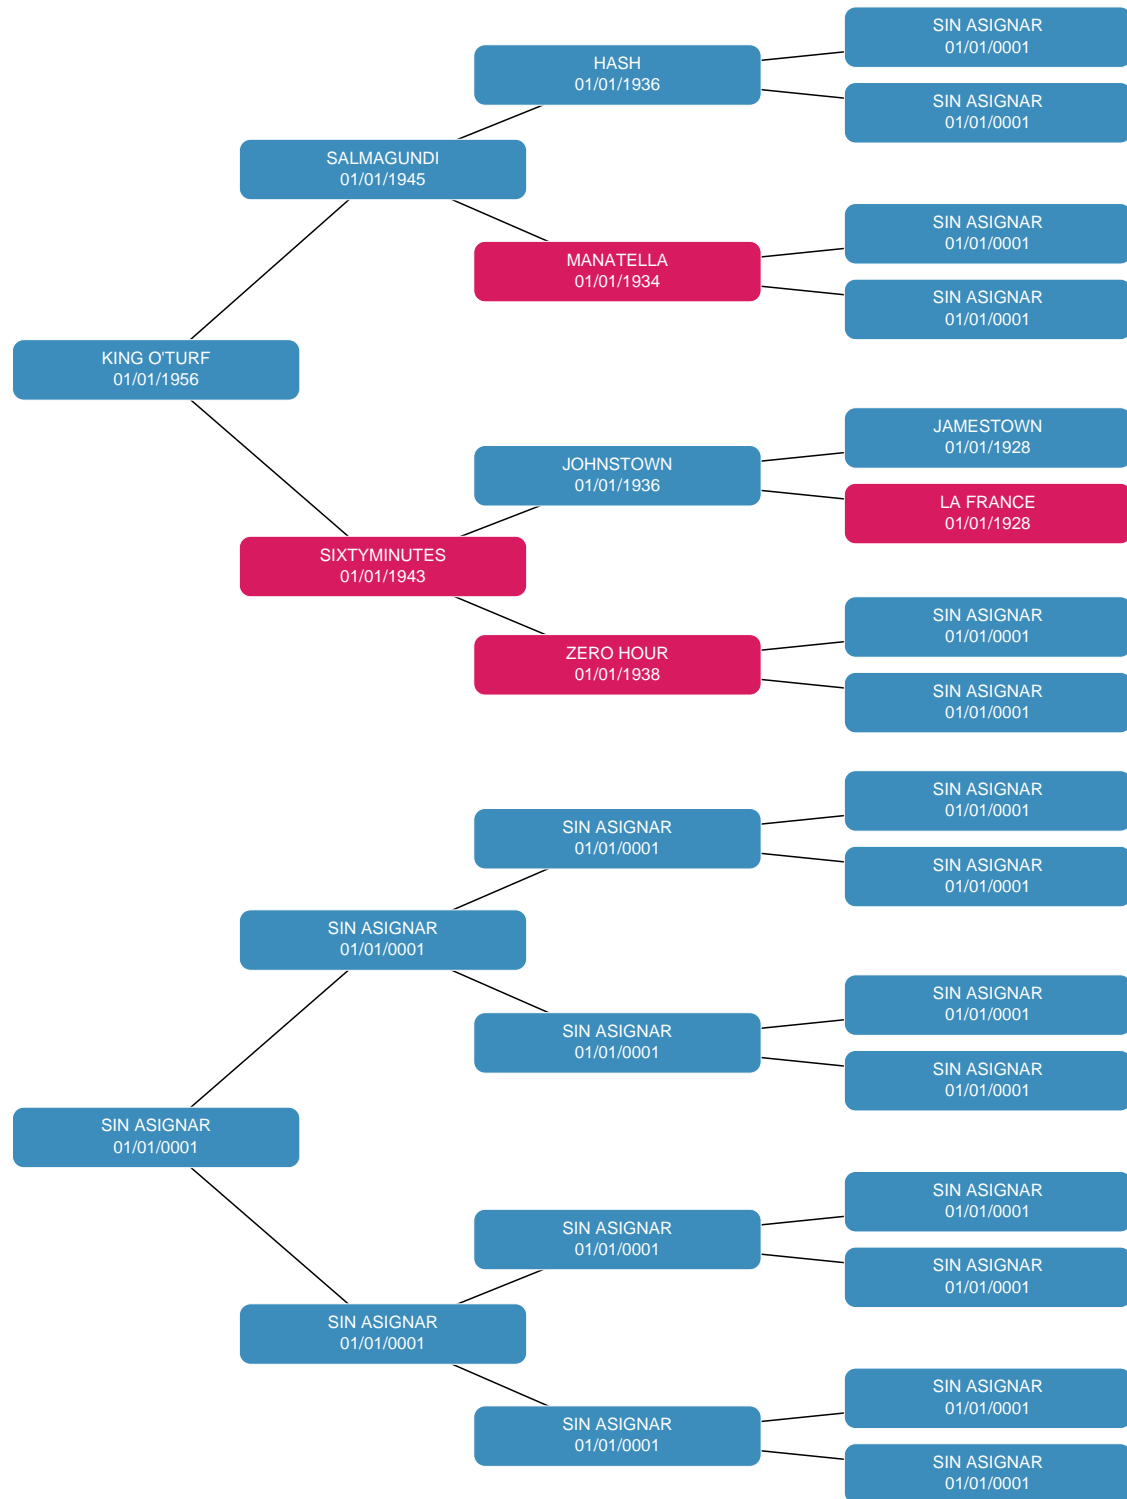 SIN ASIGNAR
01/01/0001
HASH
01/01/1936
SIN ASIGNAR
01/01/0001
SALMAGUNDI
01/01/1945
SIN ASIGNAR
01/01/0001
MANATELLA
01/01/1934
SIN ASIGNAR
01/01/0001
KING O'TURF
01/01/1956
JAMESTOWN
01/01/1928
JOHNSTOWN
01/01/1936
LA FRANCE
01/01/1928
SIXTYMINUTES
01/01/1943
SIN ASIGNAR
01/01/0001
ZERO HOUR
01/01/1938
SIN ASIGNAR
01/01/0001
SIN ASIGNAR
01/01/0001
SIN ASIGNAR
01/01/0001
SIN ASIGNAR
01/01/0001
SIN ASIGNAR
01/01/0001
SIN ASIGNAR
01/01/0001
SIN ASIGNAR
01/01/0001
SIN ASIGNAR
01/01/0001
SIN ASIGNAR
01/01/0001
SIN ASIGNAR
01/01/0001
SIN ASIGNAR
01/01/0001
SIN ASIGNAR
01/01/0001
SIN ASIGNAR
01/01/0001
SIN ASIGNAR
01/01/0001
SIN ASIGNAR
01/01/0001
SIN ASIGNAR
01/01/0001